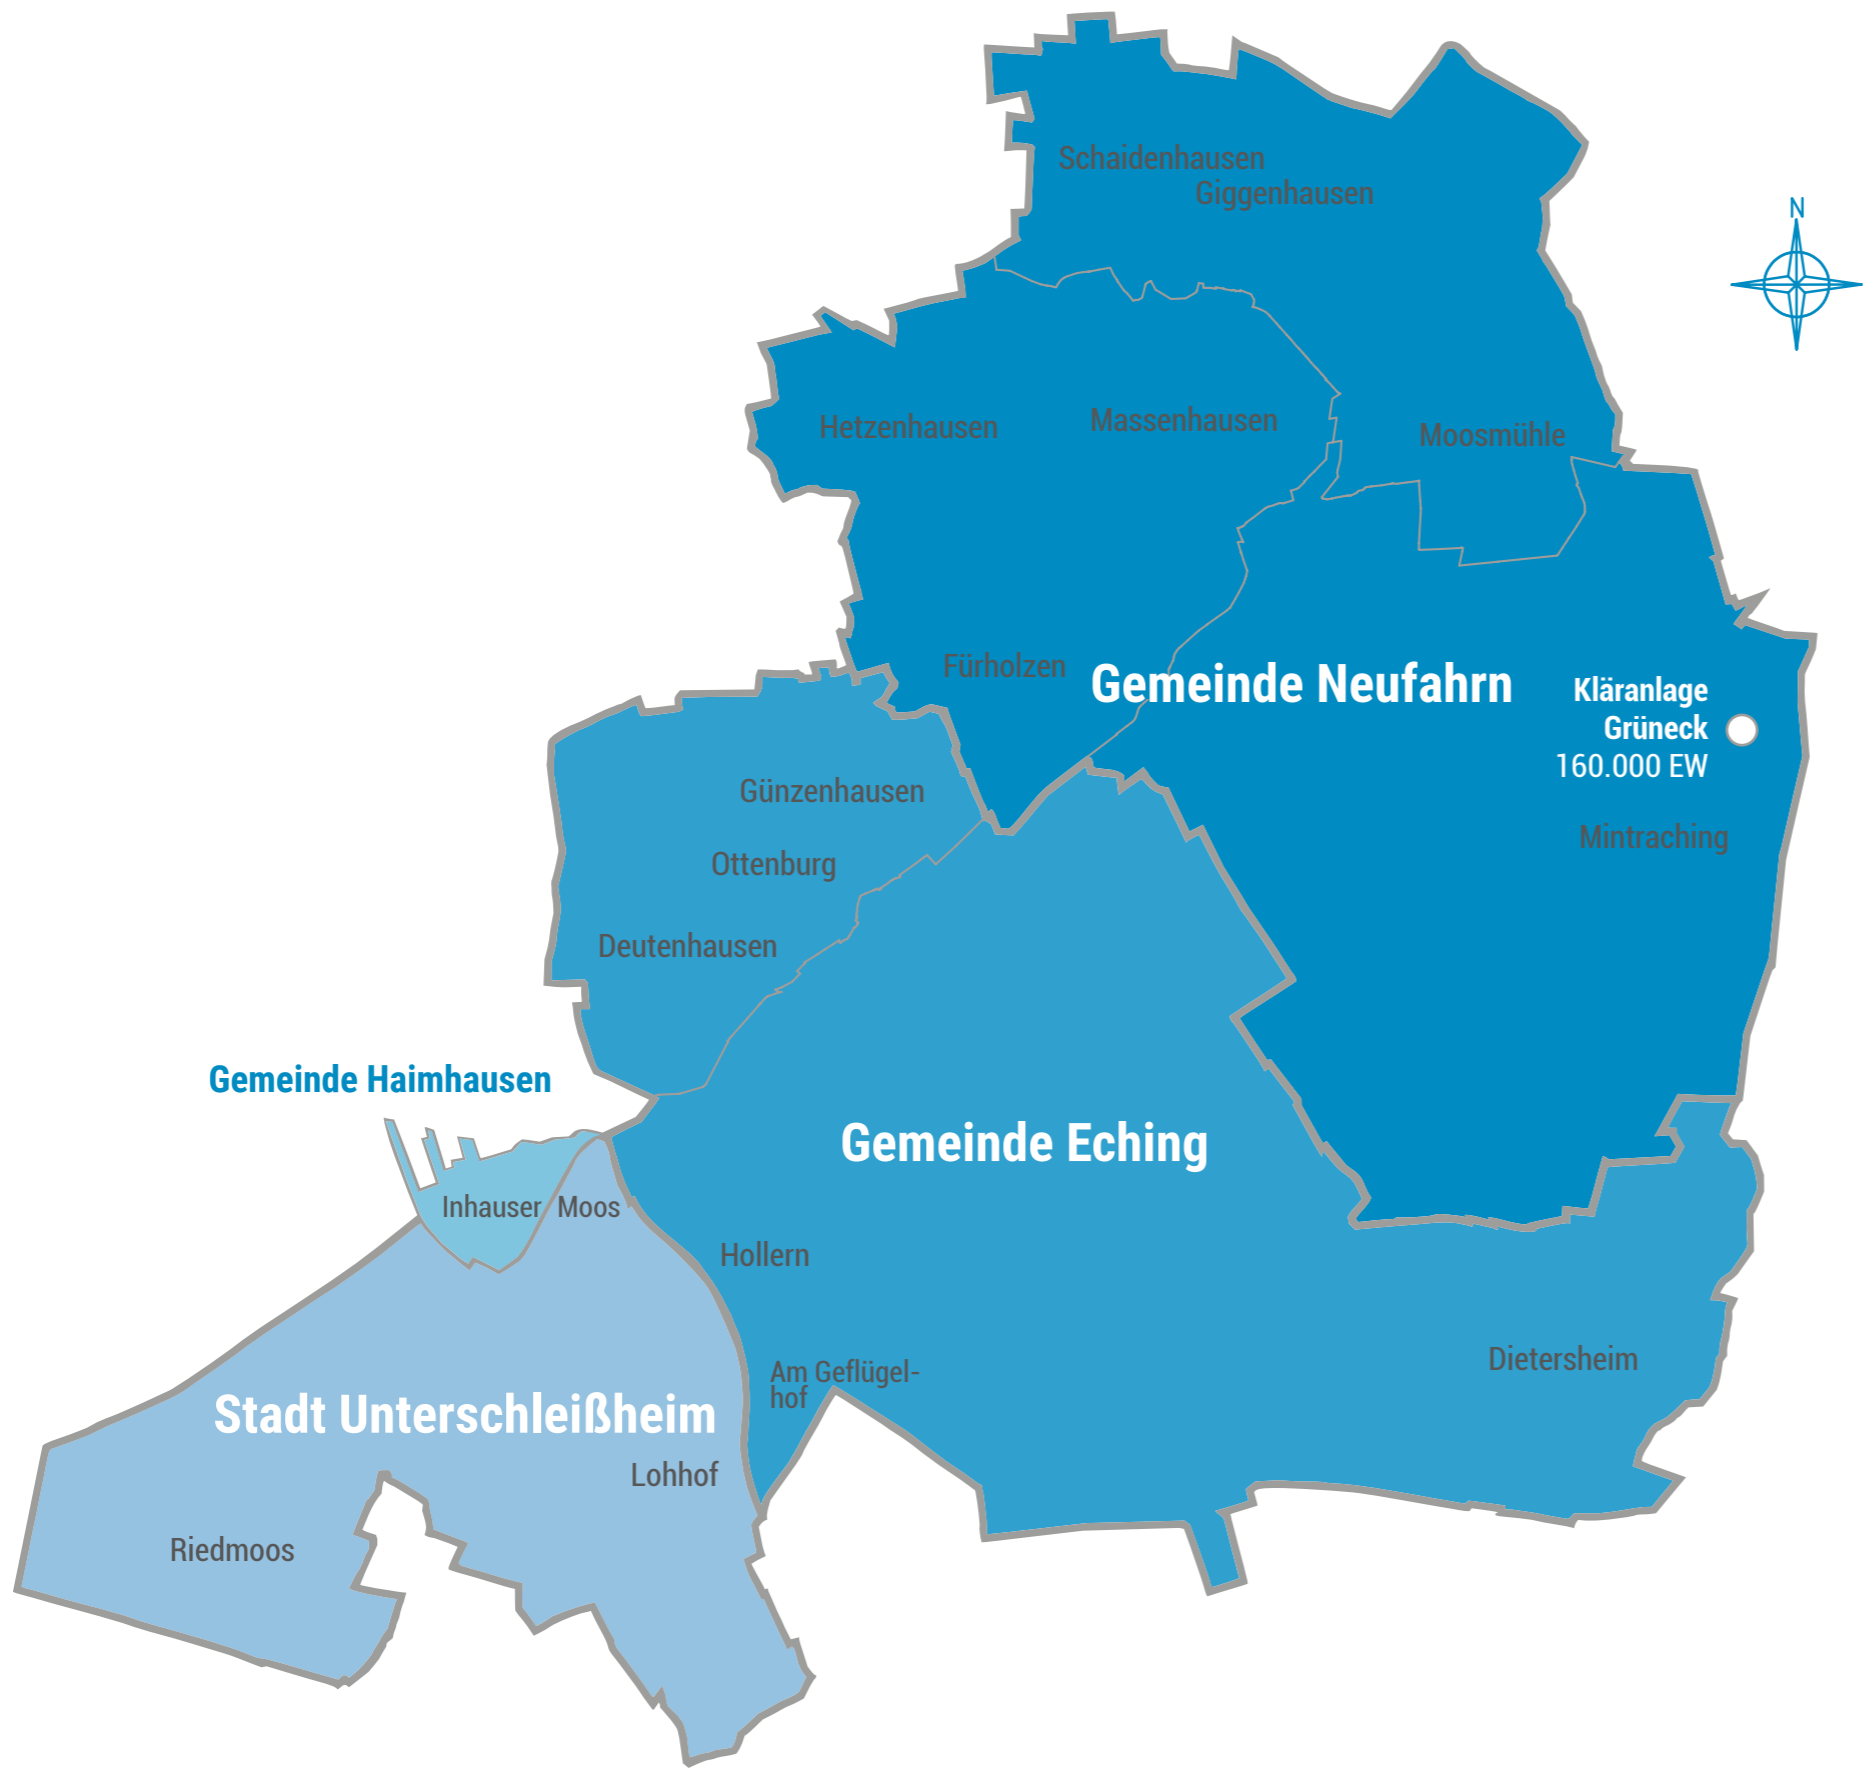 Schaidenhausen
Giggenhausen
N
Hetzenhausen
Massenhausen
Moosmühle
Fürholzen
Gemeinde Neufahrn
Kläranlage
Grüneck
160.000 EW
Günzenhausen
Mintraching
Ottenburg
Deutenhausen
Gemeinde Haimhausen
Gemeinde Eching
Inhauser Moos
Hollern
Dietersheim
Am Geflügel-
hof
Stadt Unterschleißheim
Lohhof
Riedmoos